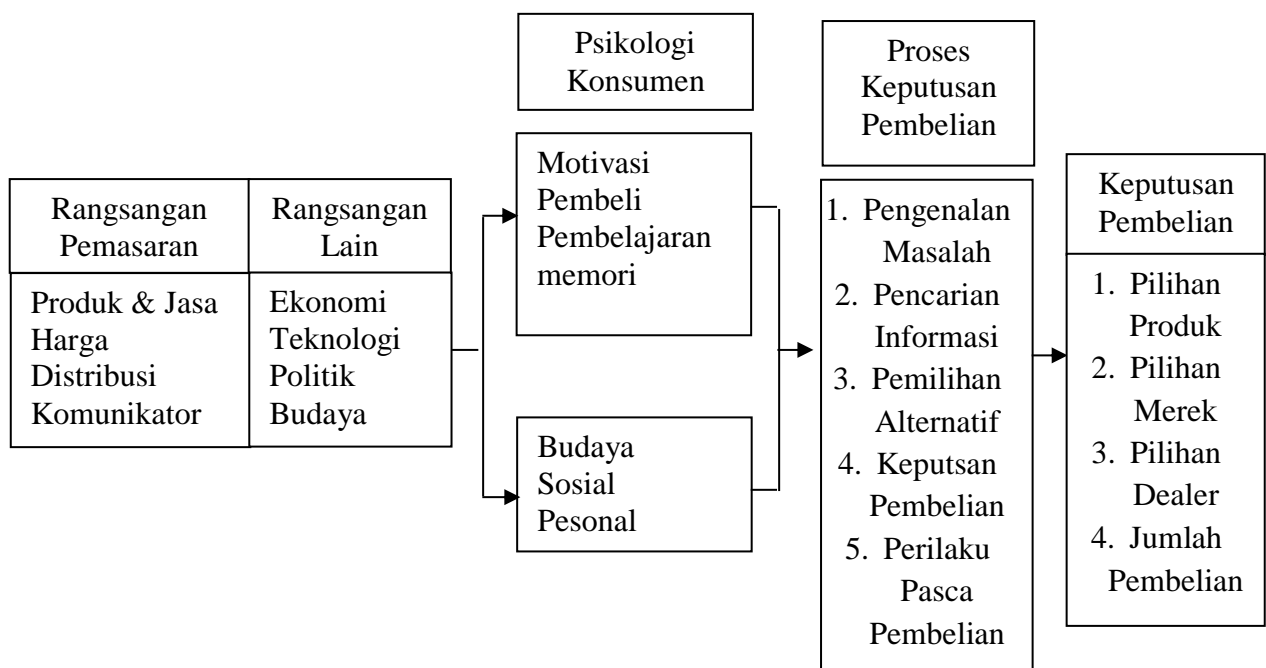 Psikologi
Konsumen
Proses
Keputusan
Pembelian
Rangsangan
Pemasaran
Rangsangan
Lain
Produk & Jasa
Harga
Distribusi
Komunikator
Ekonomi
Teknologi
Politik
Budaya
Motivasi
Pembeli
Pembelajaran
memori
Budaya
Sosial
Pesonal
1. Pengenalan
Masalah
2. Pencarian
Informasi
3. Pemilihan
Alternatif
4. Keputsan
Pembelian
5. Perilaku
Pasca
Pembelian
Keputusan
Pembelian
1. Pilihan
Produk
2. Pilihan
Merek
3. Pilihan
Dealer
4. Jumlah
Pembelian